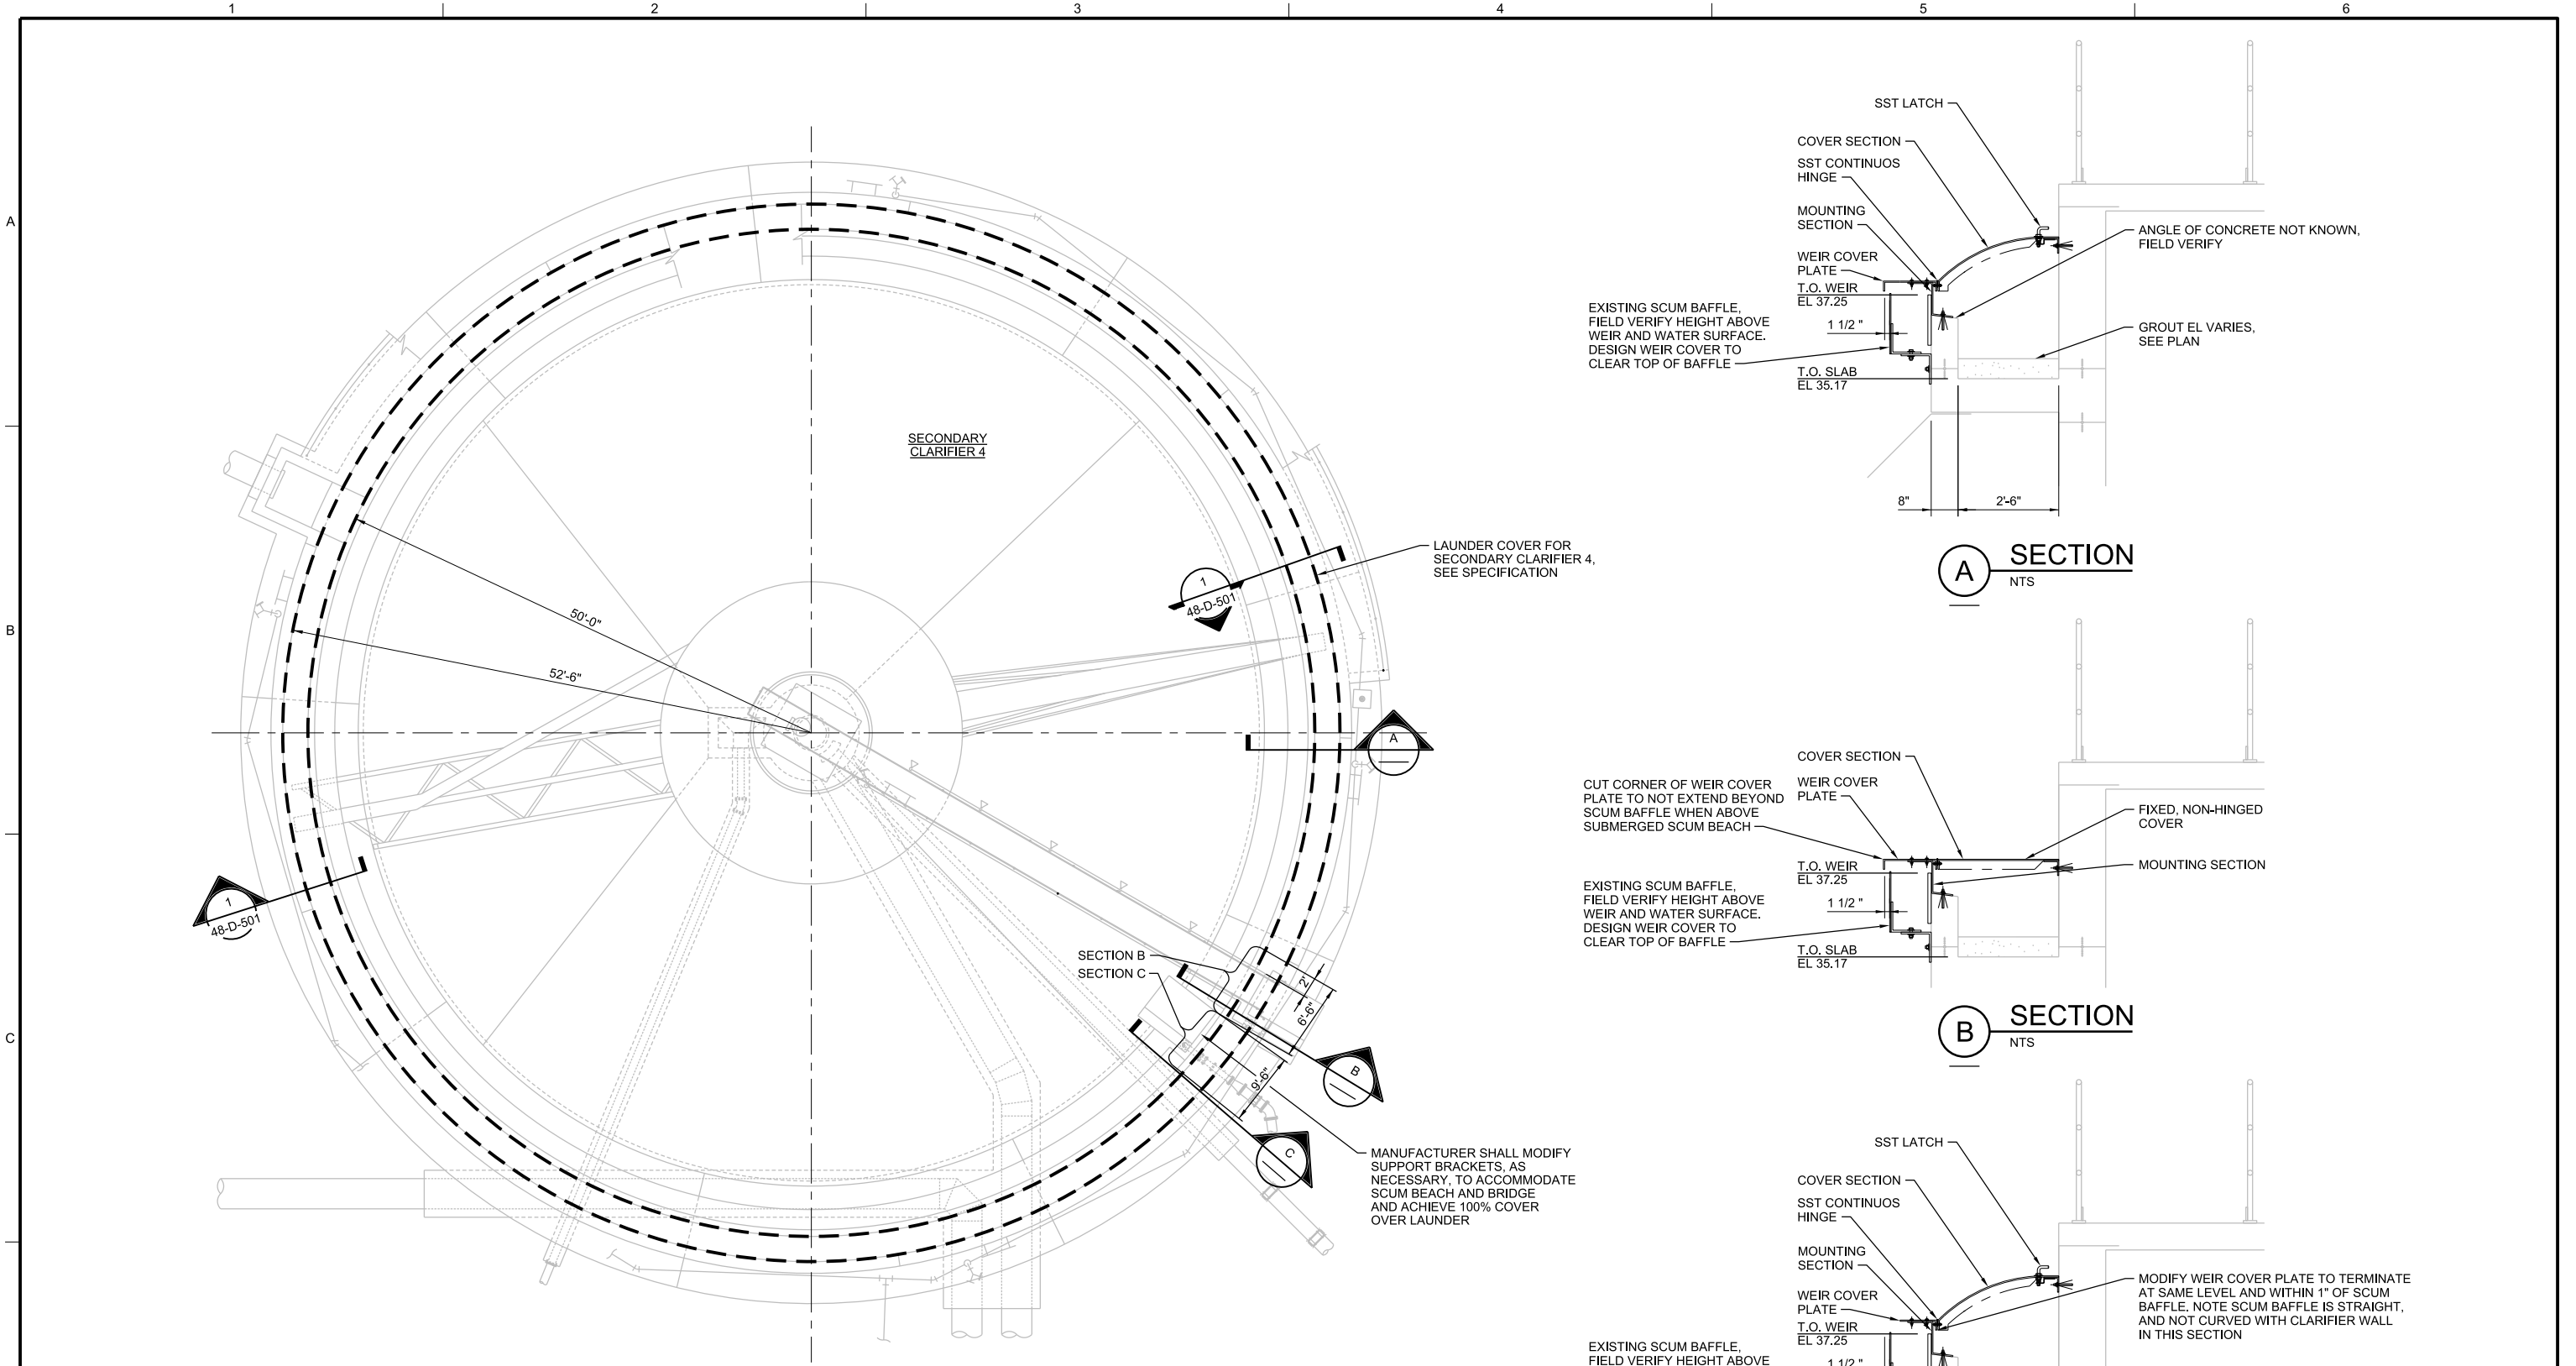 1
2
3
4
5
6
A
B
C
SECONDARY
CLARIFIER 4
50'-0"
52'-6"
1
48-D-501
LAUNDER COVER FOR
SECONDARY CLARIFIER 4,
SEE SPECIFICATION
A
1
48-D-501
SECTION B
SECTION C
2'
6'-6"
9'-6"
B
C
MANUFACTURER SHALL MODIFY
SUPPORT BRACKETS, AS
NECESSARY, TO ACCOMMODATE
SCUM BEACH AND BRIDGE
AND ACHIEVE 100% COVER
OVER LAUNDER
SST LATCH
COVER SECTION
SST CONTINUOS
HINGE
MOUNTING
SECTION
WEIR COVER
PLATE
T.O. WEIR
EL 37.25
EXISTING SCUM BAFFLE,
FIELD VERIFY HEIGHT ABOVE
WEIR AND WATER SURFACE.
DESIGN WEIR COVER TO
CLEAR TOP OF BAFFLE
1 1/2 "
T.O. SLAB
EL 35.17
ANGLE OF CONCRETE NOT KNOWN,
FIELD VERIFY
GROUT EL VARIES,
SEE PLAN
8"
2'-6"
A
SECTION
NTS
COVER SECTION
WEIR COVER
PLATE
CUT CORNER OF WEIR COVER
PLATE TO NOT EXTEND BEYOND
SCUM BAFFLE WHEN ABOVE
SUBMERGED SCUM BEACH
T.O. WEIR
EL 37.25
EXISTING SCUM BAFFLE,
FIELD VERIFY HEIGHT ABOVE
WEIR AND WATER SURFACE.
DESIGN WEIR COVER TO
CLEAR TOP OF BAFFLE
1 1/2 "
T.O. SLAB
EL 35.17
FIXED, NON-HINGED
COVER
MOUNTING SECTION
B
SECTION
NTS
SST LATCH
COVER SECTION
SST CONTINUOS
HINGE
MOUNTING
SECTION
WEIR COVER
PLATE
T.O. WEIR
EL 37.25
EXISTING SCUM BAFFLE,
FIELD VERIFY HEIGHT ABOVE
1 1/2 "
MODIFY WEIR COVER PLATE TO TERMINATE
AT SAME LEVEL AND WITHIN 1" OF SCUM
BAFFLE. NOTE SCUM BAFFLE IS STRAIGHT,
AND NOT CURVED WITH CLARIFIER WALL
IN THIS SECTION